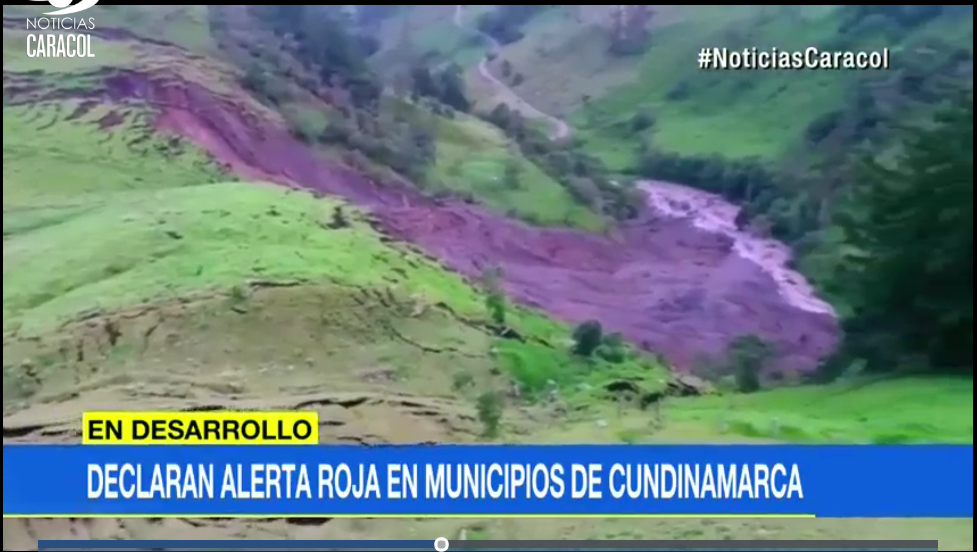 NOTICIAS
CARACOL
#NoticiasCaracol
EN DESARROLLO
DECLARAN ALERTA ROJA EN MUNICIPIOS DE CUNDINAMARCA